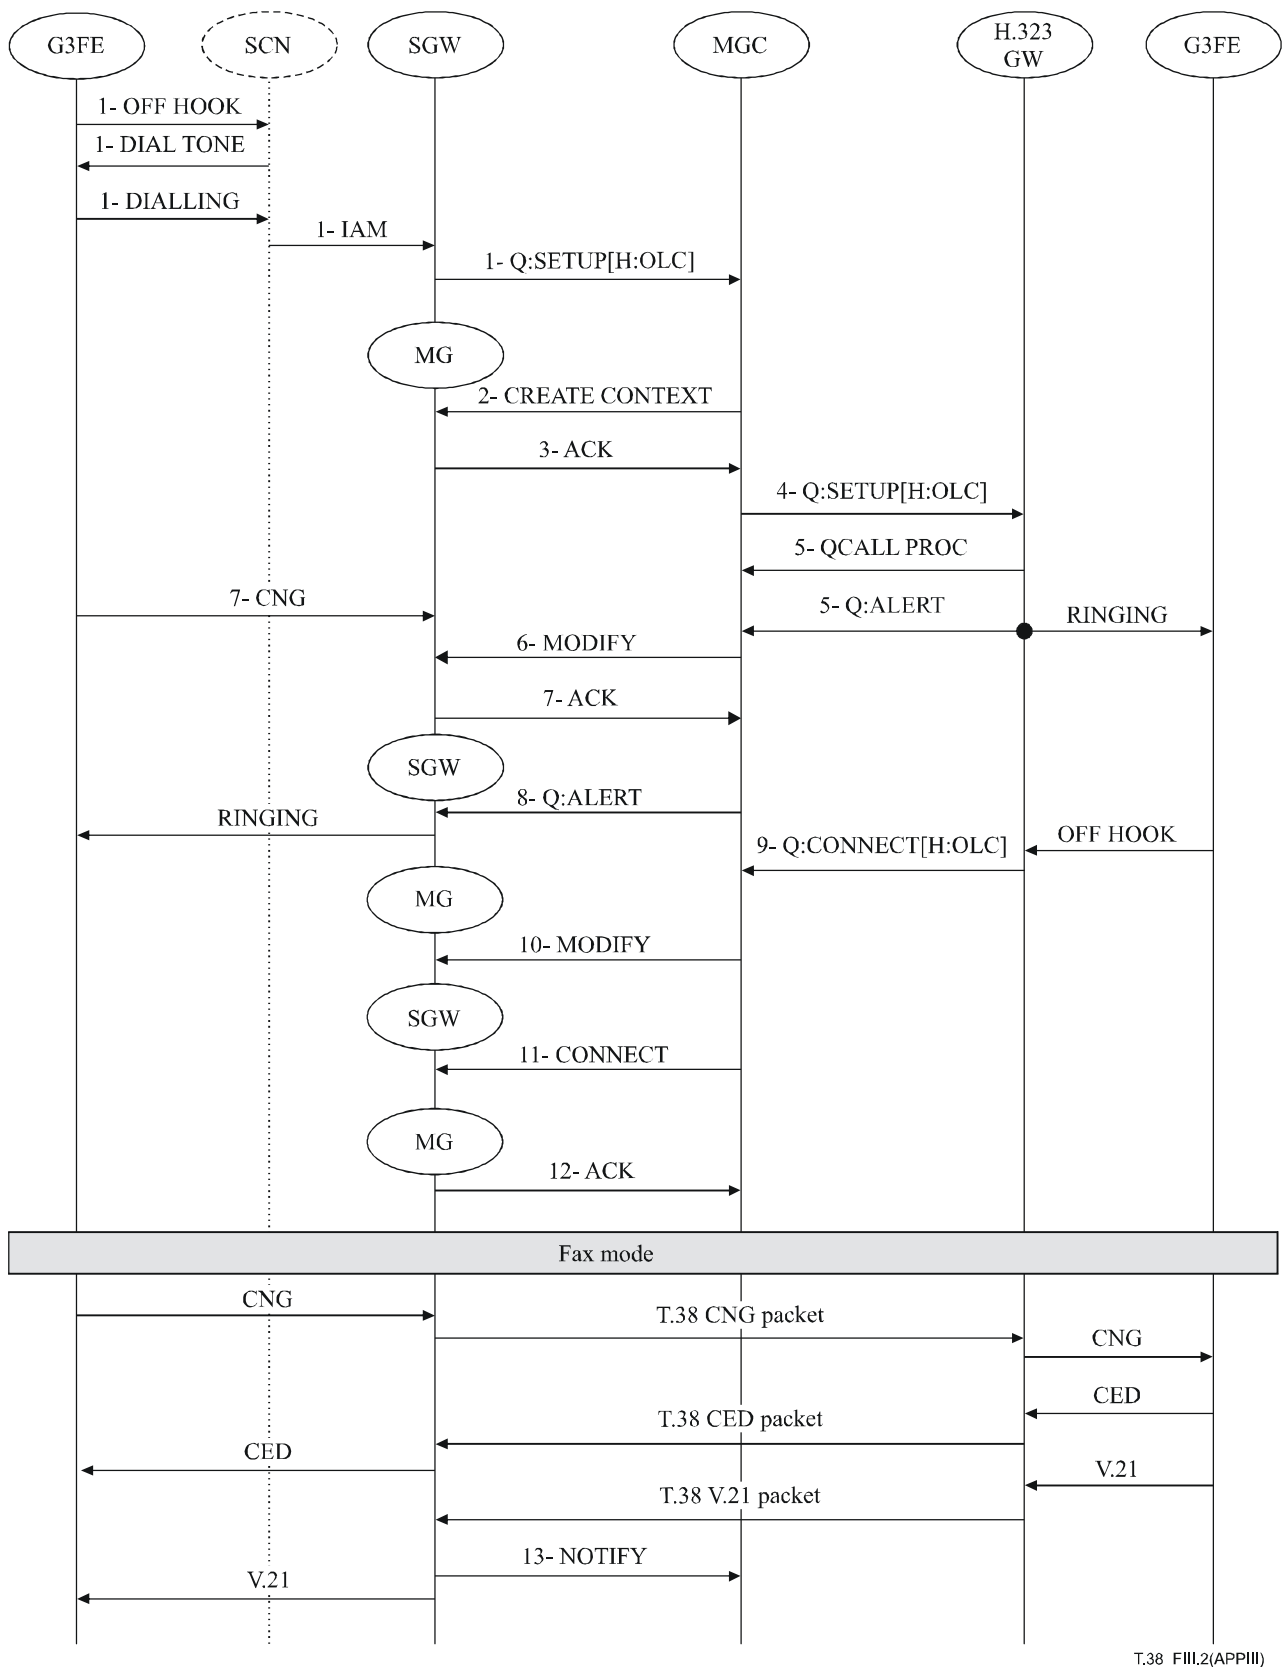 G3FE
SCN
SGW
MGC
H.323
GW
G3FE
1- OFF HOOK
1- DIAL TONE
1- DIALLING
1- IAM
1- Q:SETUP[H:OLC]
MG
2- CREATE CONTEXT
3- ACK
4- Q:SETUP[H:OLC]
5- QCALL PROC
7- CNG
5- Q:ALERT
RINGING
6- MODIFY
7- ACK
SGW
8- Q:ALERT
RINGING
9- Q:CONNECT[H:OLC]
OFF HOOK
MG
10- MODIFY
SGW
11- CONNECT
MG
12- ACK
Fax mode
CNG
T.38 CNG packet
CNG
CED
T.38 CED packet
CED
V.21
T.38 V.21 packet
13- NOTIFY
V.21
T.38_FIII.2(APPIII)